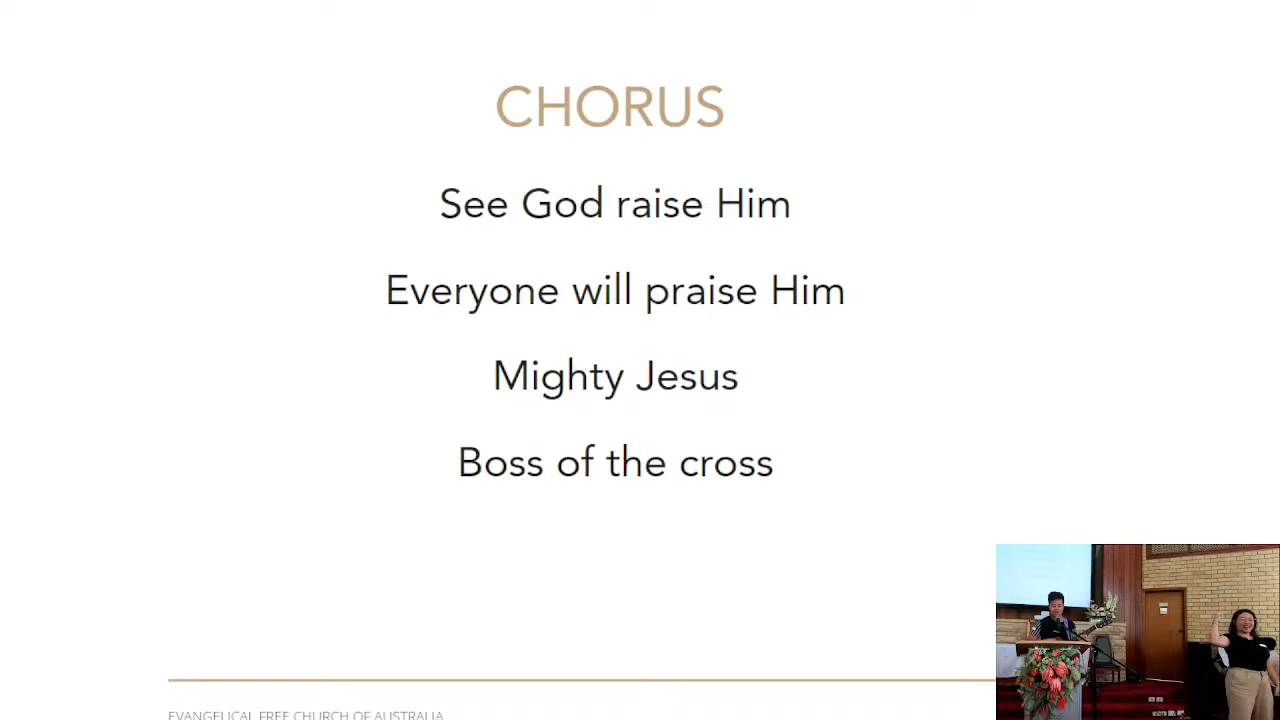 CHORUS
See God raise Him
Everyone will praise Him
Mighty Jesus
Boss of the cross
EVANGELICAL FREE CHURCH OF AUSTRALIA